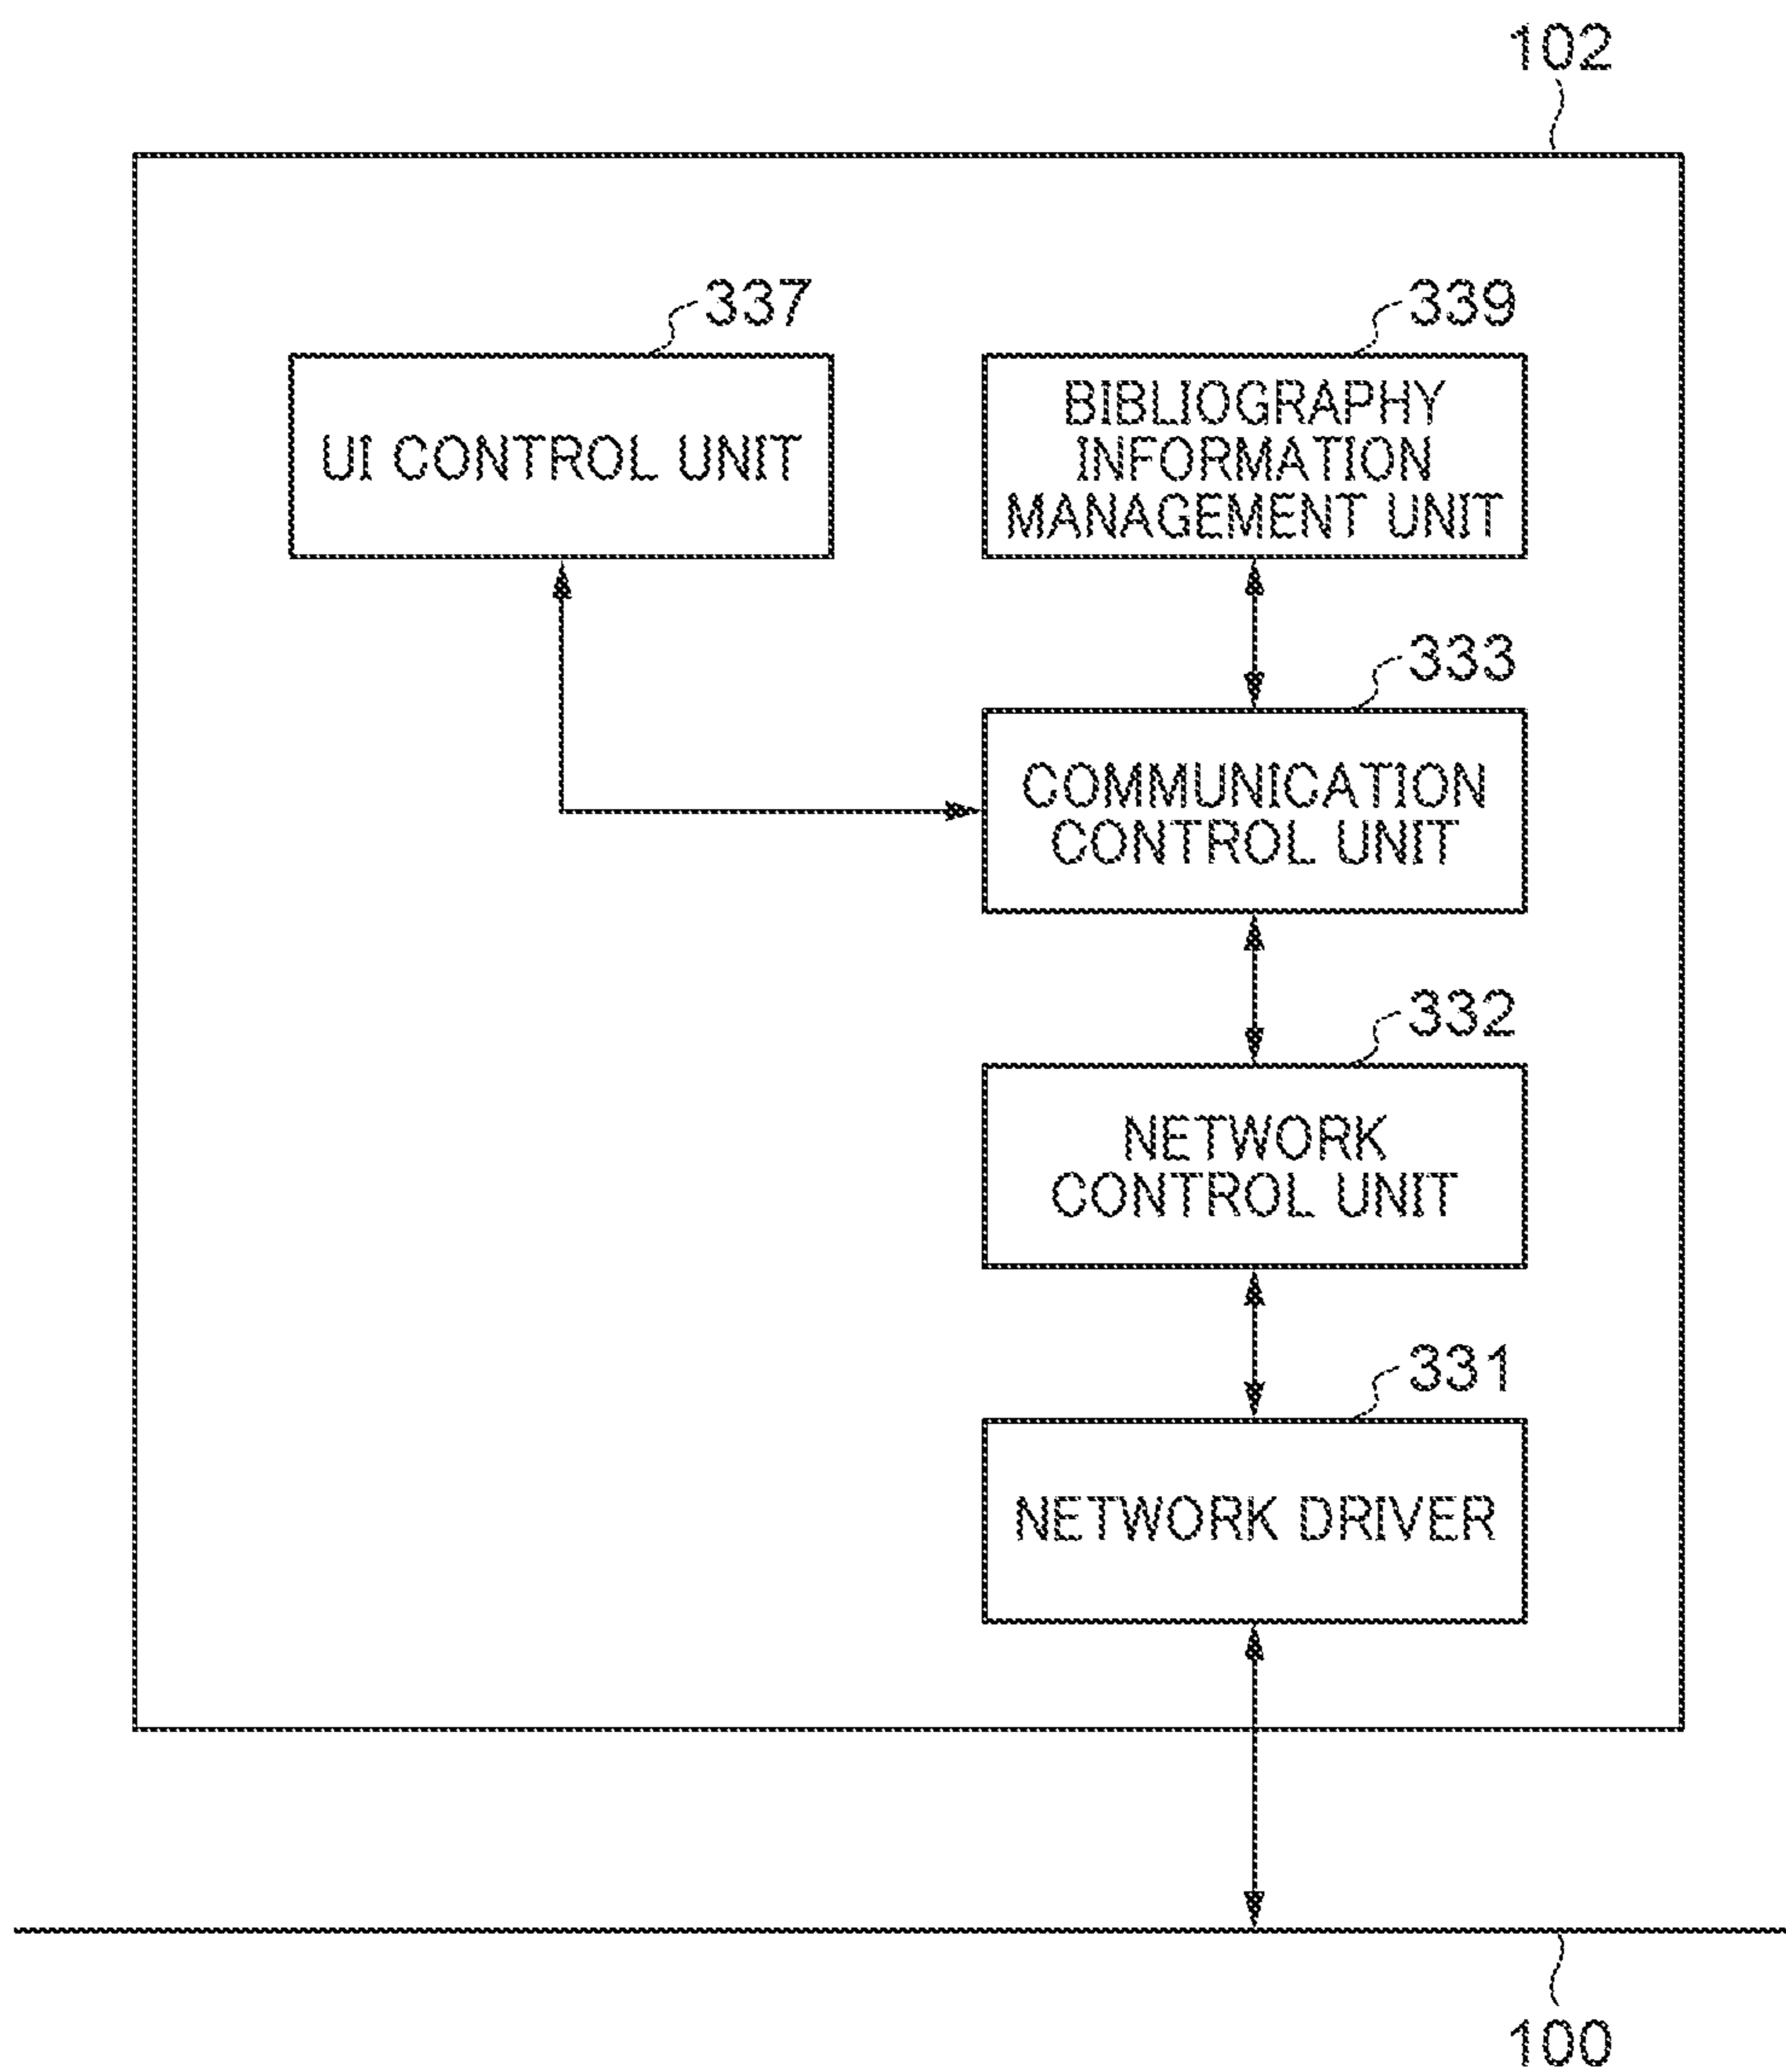 102
337
339
UI CONTROL UNIT
BIBLIOGRAPHY
INFORMATION
MANAGEMENT UNIT
333
COMMUNICATION
CONTROL UNIT
332
NETWORK
CONTROL UNIT
331
NETWORK DRIVER
100